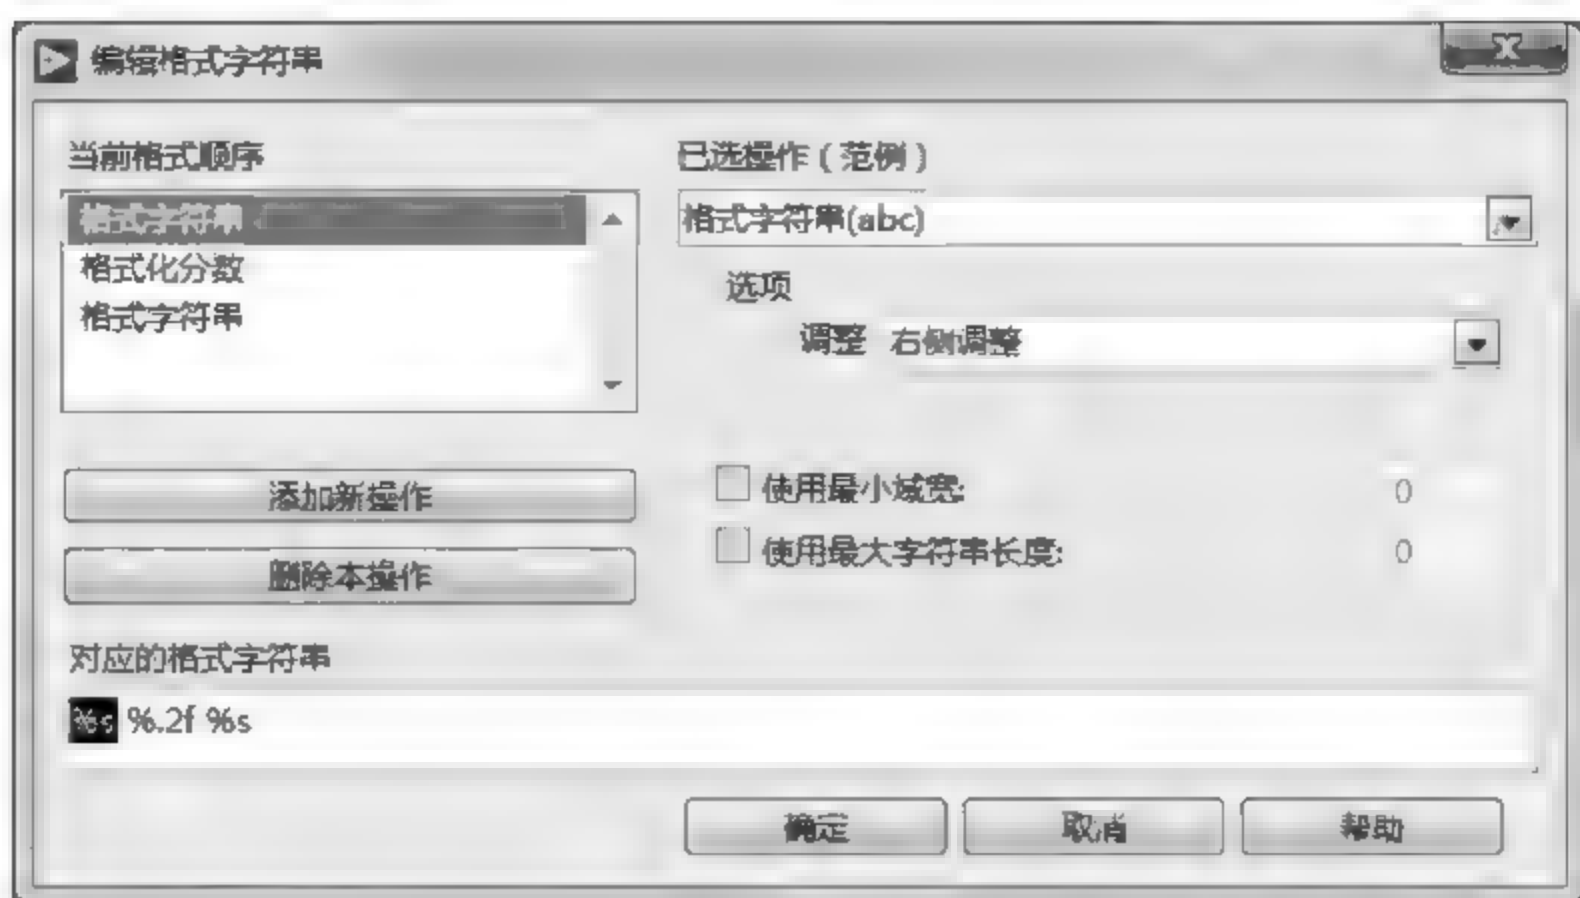 编辑格式字符串
X
当前格式顺序
格式字符串
格式化分数
格式字符串
添加新操作
删除本操作
已选操作(范例)
格式字符串(abc)
选项
调整 右侧调整
使用最小域宽: 0
使用最大字符串长度: 0
对应的格式字符串
%s %.2f %s
确定 取消 帮助